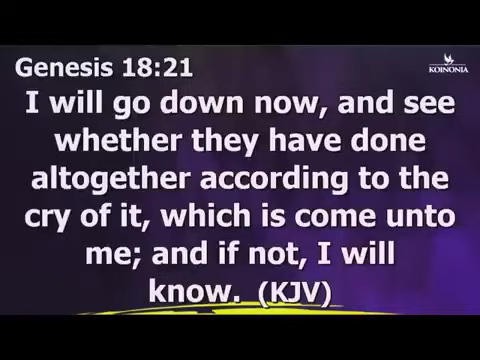 Genesis 18:21
KOINONIA
I will go down now, and see
whether they have done
altogether according to the
cry of it, which is come unto
me; and if not, I will
know. (KJV)